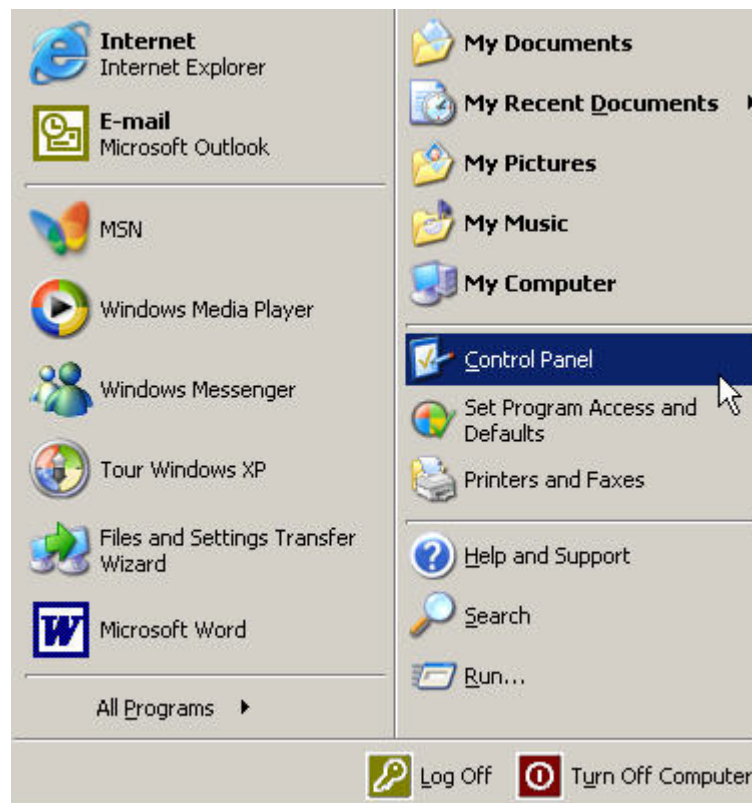 Internet
Internet Explorer
E-mail
Microsoft Outlook
MSN
Windows Media Player
Windows Messenger
Tour Windows XP
Files and Settings Transfer
Wizard
W Microsoft Word
All Programs
My Documents
My Recent Documents
My Pictures
My Music
My Computer
Control Panel
Set Program Access and
Defaults
Printers and Faxes
Help and Support
Search
Run...
Log Off
Turn Off Computer